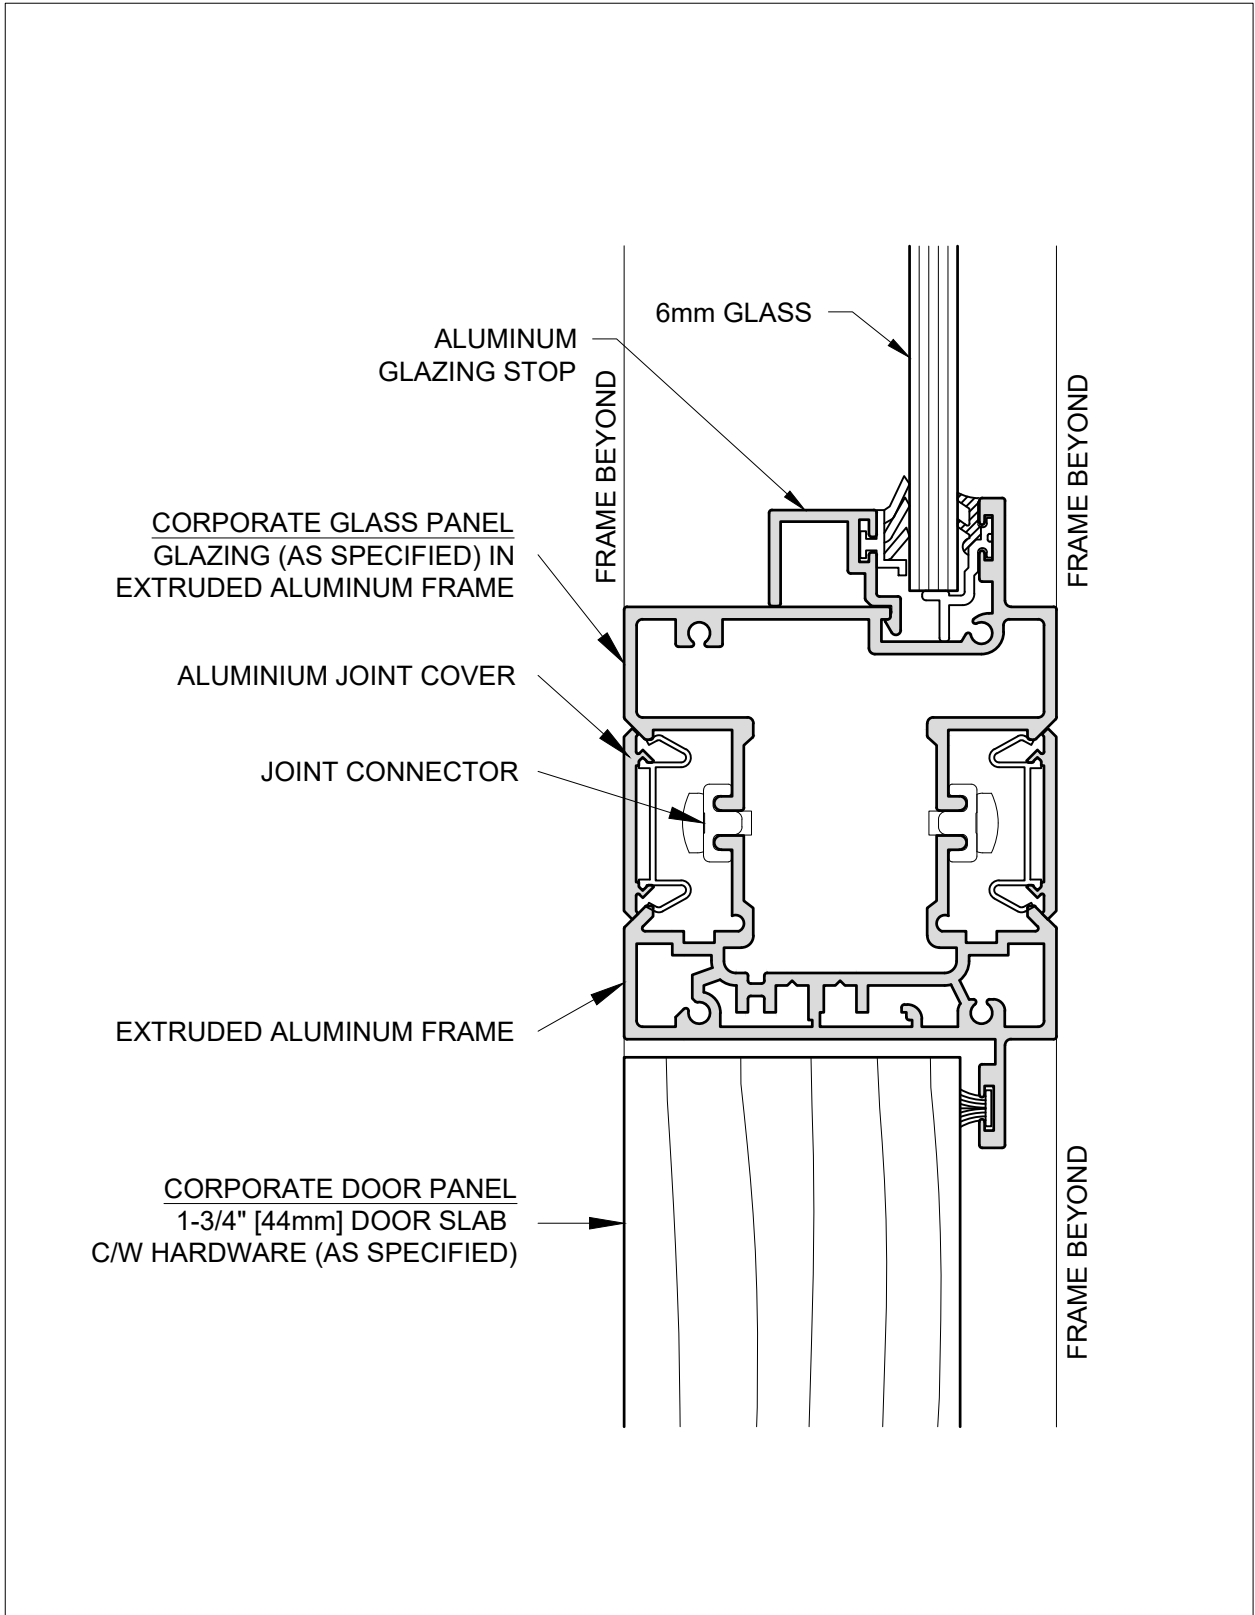 6mm GLASS
ALUMINUM
GLAZING STOP
FRAME BEYOND
FRAME BEYOND
CORPORATE GLASS PANEL
GLAZING (AS SPECIFIED) IN
EXTRUDED ALUMINUM FRAME
ALUMINIUM JOINT COVER
JOINT CONNECTOR
EXTRUDED ALUMINUM FRAME
CORPORATE DOOR PANEL
1-3/4" [44mm] DOOR SLAB
C/W HARDWARE (AS SPECIFIED)
FRAME BEYOND